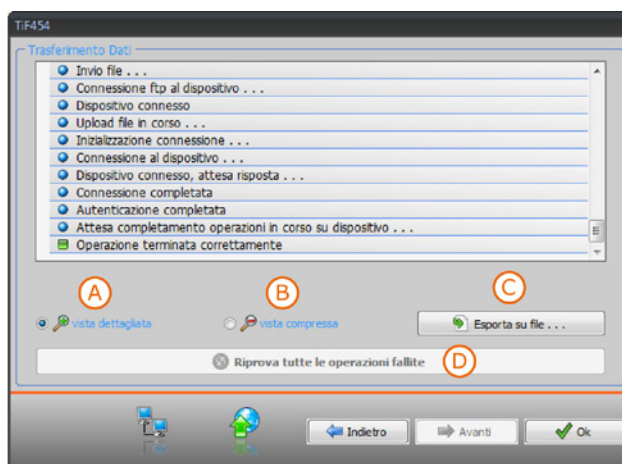 TiF454
Trasferimento Dati
Invio file . . .
Connessione ftp al dispositivo . . .
Dispositivo connesso
Upload file in corso . . .
Inizializzazione connessione . . .
Connessione al dispositivo . . .
Dispositivo connesso, attesa risposta . . .
Connessione completata
Autenticazione completata
Attesa completamento operazioni in corso su dispositivo . . .
Operazione terminata correttamente
A B C
vista dettagliata vista compressa Esporta su file . . .
Riprova tutte le operazioni fallite D
Indietro Avanti Ok